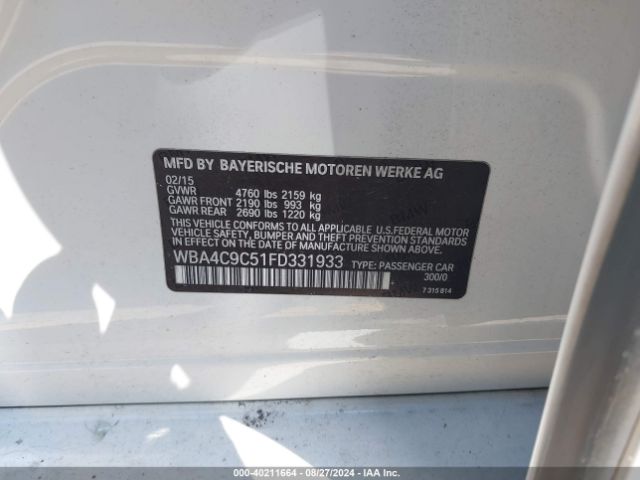 MFD BY BAYERISCHE MOTOREN WERKE AG
02/15
GVWR 4760 lbs 2159 kg
GAWR FRONT 2190 lbs 993 kg
GAWR REAR 2690 lbs 1220 kg
THIS VEHICLE CONFORMS TO ALL APPLICABLE U.S.FEDERAL MOTOR
VEHICLE SAFETY, BUMPER AND THEFT PREVENTION STANDARDS IN
EFFECT ON THE DATE OF MANUFACTURE SHOWN ABOVE.
WBA4C9C51FD331933 TYPE: PASSENGER CAR
300/0
7 315 814
000-40211664 - 08/27/2024 - IAA Inc.